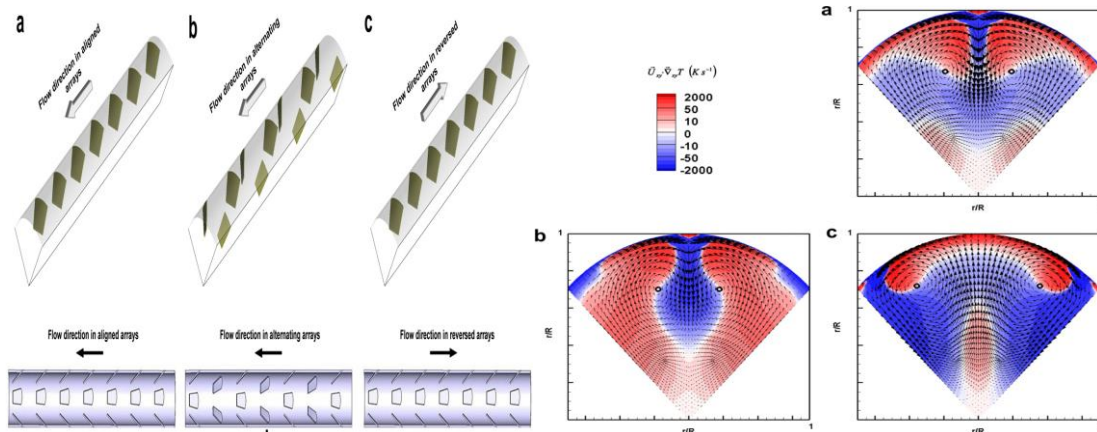 a
Flow direction in aligned
arrays
b
Flow direction in alternating
arrays
c
Flow direction in reversed
arrays
Flow direction in aligned arrays
Flow direction in alternating arrays
Flow direction in reversed arrays
2000
50
10
0
-10
-50
-2000
a
1
r/R
r/R
b
1
r/R
r/R
1
c
1
r/R
r/R